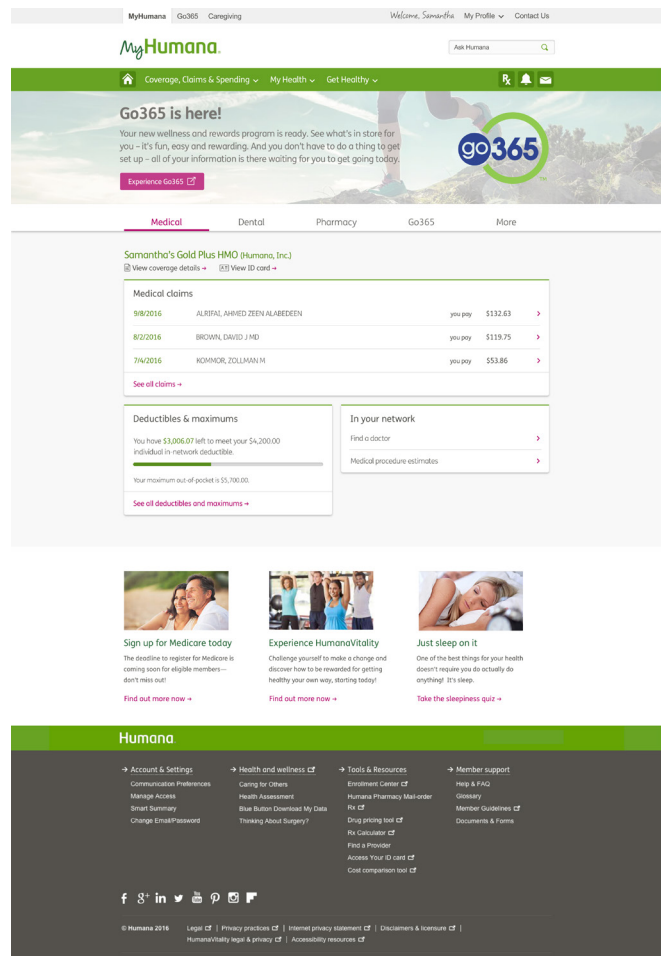 MyHumana Go365 Caregiving Welcome, Samantha My Profile Contact Us
MyHumana.
Ask Humana
Coverage, Claims & Spending My Health Get Healthy Rx
Go365 is here!
Your new wellness and rewards program is ready. See what's in store for
you – it's fun, easy and rewarding. And you don't have to do a thing to get
set up – all of your information is there waiting for you to get going today.
go365
Experience Go365
Medical Dental Pharmacy Go365 More
Samantha's Gold Plus HMO (Humana, Inc.)
View coverage details → View ID card →
Medical claims
9/8/2016 ALRIFAI, AHMED ZEEN ALABEDEEN you pay $132.63
8/2/2016 BROWN, DAVID J MD you pay $119.75
7/4/2016 KOMMOR, ZOLLMAN M you pay $53.86
See all claims →
Deductibles & maximums
You have $3,006.07 left to meet your $4,200.00
individual in-network deductible.
Your maximum out-of-pocket is $5,700.00.
See all deductibles and maximums →
In your network
Find a doctor
Medical procedure estimates
Sign up for Medicare today
The deadline to register for Medicare is
coming soon for eligible members—
don't miss out!
Find out more now →
Experience HumanaVitality
Challenge yourself to make a change and
discover how to be rewarded for getting
healthy your own way, starting today!
Find out more now →
Just sleep on it
One of the best things for your health
doesn't require you do actually do
anything! It's sleep.
Take the sleepiness quiz →
Humana
→ Account & Settings
Communication Preferences
Manage Access
Smart Summary
Change Email/Password
→ Health and wellness
Caring for Others
Health Assessment
Blue Button Download My Data
Thinking About Surgery?
→ Tools & Resources
Enrollment Center
Humana Pharmacy Mail-order
Rx
Drug pricing tool
Rx Calculator
Find a Provider
Access Your ID card
Cost comparison tool
→ Member support
Help & FAQ
Glossary
Member Guidelines
Documents & Forms
© Humana 2016 Legal | Privacy practices | Internet privacy statement | Disclaimers & licensure |
HumanaVitality legal & privacy | Accessibility resources